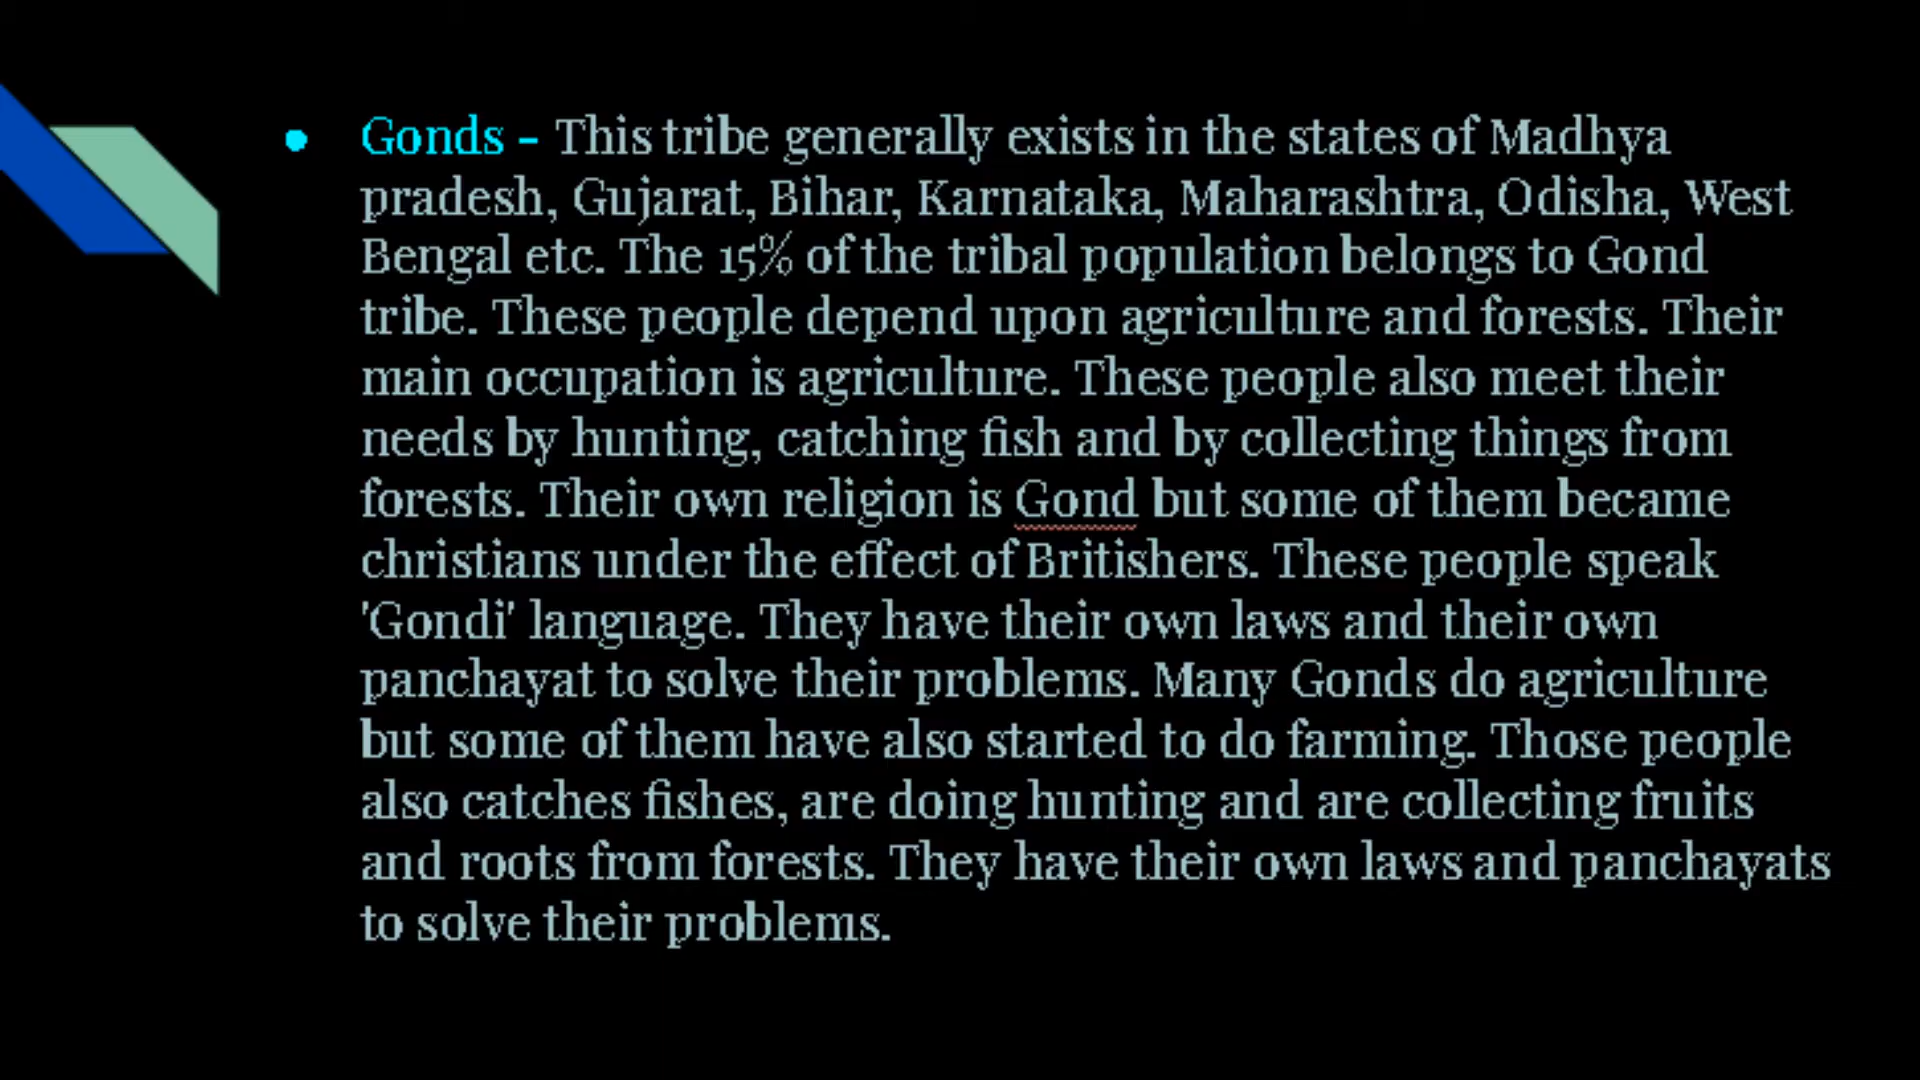 • Gonds - This tribe generally exists in the states of Madhya
pradesh, Gujarat, Bihar, Karnataka, Maharashtra, Odisha, West
Bengal etc. The 15% of the tribal population belongs to Gond
tribe. These people depend upon agriculture and forests. Their
main occupation is agriculture. These people also meet their
needs by hunting, catching fish and by collecting things from
forests. Their own religion is Gond but some of them became
christians under the effect of Britishers. These people speak
'Gondi' language. They have their own laws and their own
panchayat to solve their problems. Many Gonds do agriculture
but some of them have also started to do farming. Those people
also catches fishes, are doing hunting and are collecting fruits
and roots from forests. They have their own laws and panchayats
to solve their problems.